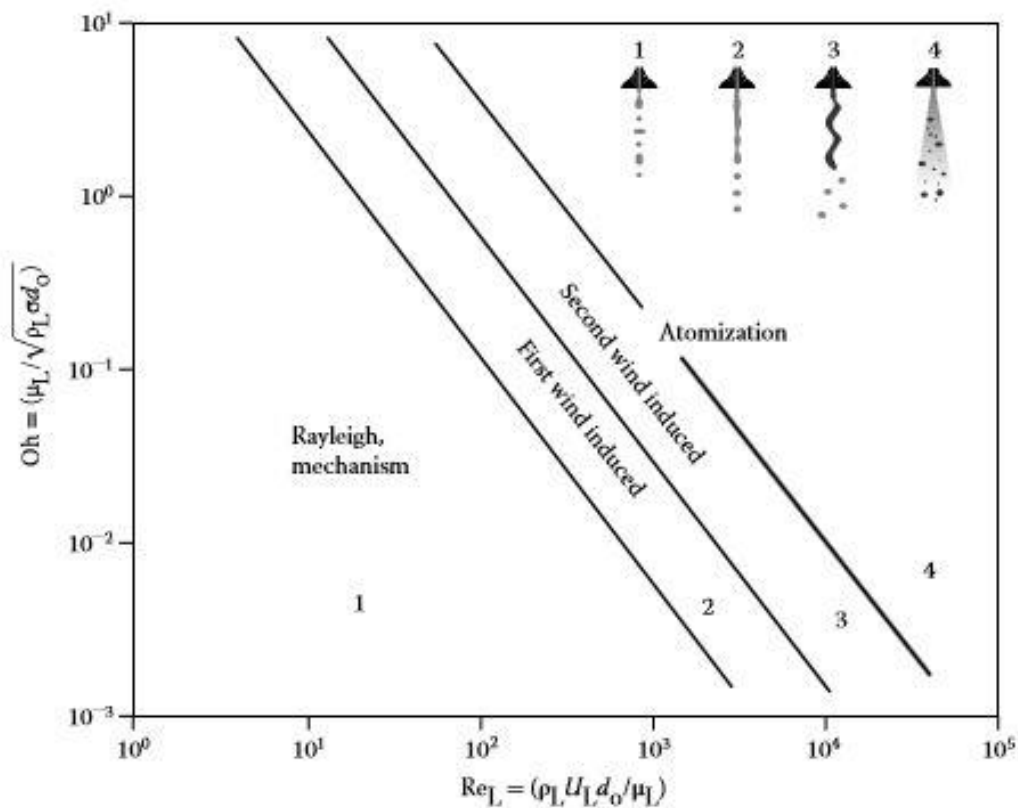 10¹
10⁰
10⁻¹
10⁻²
10⁻³
Oh = (μL/√ρLσdo)
1 2 3 4
Second wind induced
Atomization
First wind induced
Rayleigh,
mechanism
1
2
3
4
10⁰ 10¹ 10² 10³ 10⁴ 10⁵
ReL = (ρLULdo/μL)